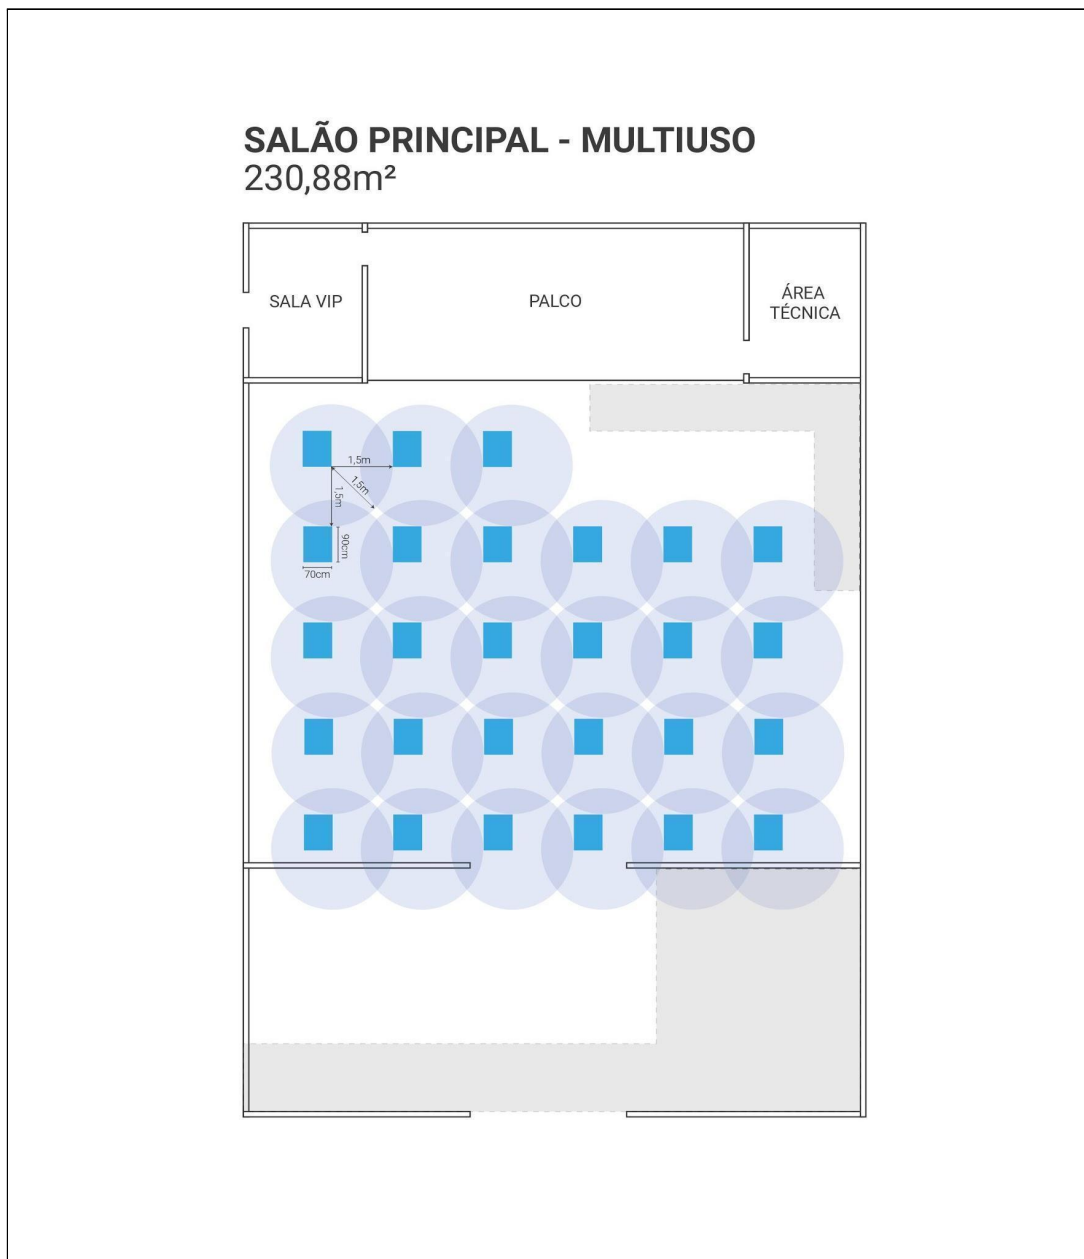 SALÃO PRINCIPAL - MULTIUSO
230,88m²
SALA VIP
PALCO
ÁREA
TÉCNICA
1,5m
1,5m
1,5m
90cm
70cm